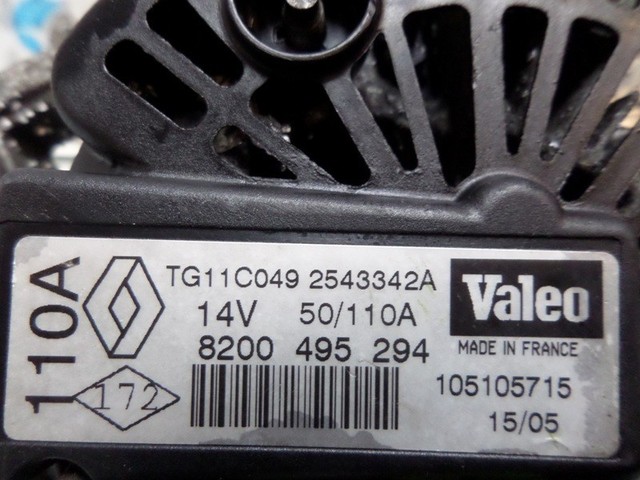 110A
TG11C049 2543342A
14V 50/110A
8200 495 294
172
Valeo
MADE IN FRANCE
105105715
15/05